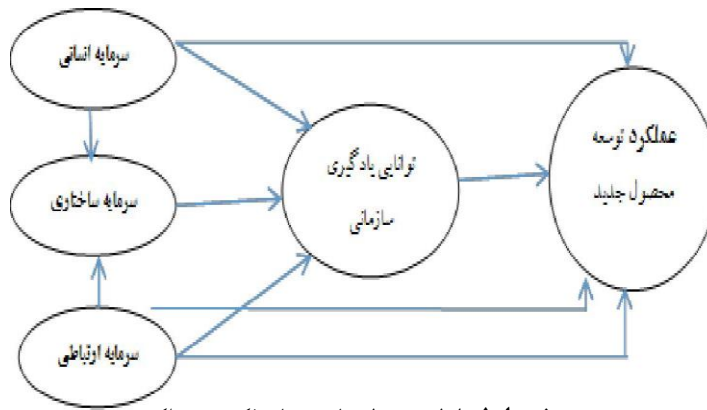 سرمایه انسانی
سرمایه ساختاری
سرمایه ارتباطی
توانایی یادگیری
سازمانی
عملکرد توسعه
محصول جدید